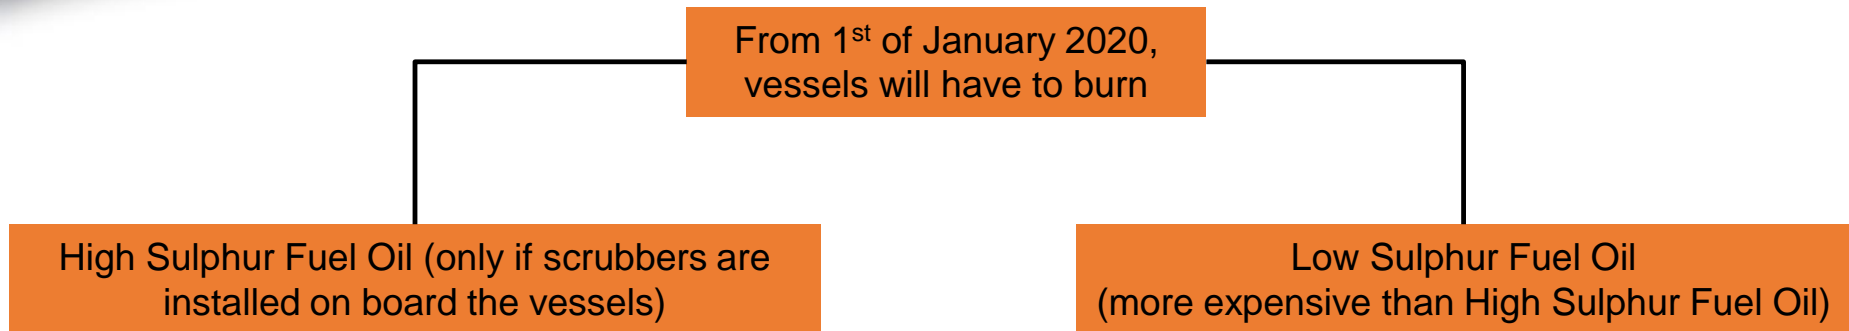 From 1st of January 2020,
vessels will have to burn
High Sulphur Fuel Oil (only if scrubbers are
installed on board the vessels)
Low Sulphur Fuel Oil
(more expensive than High Sulphur Fuel Oil)